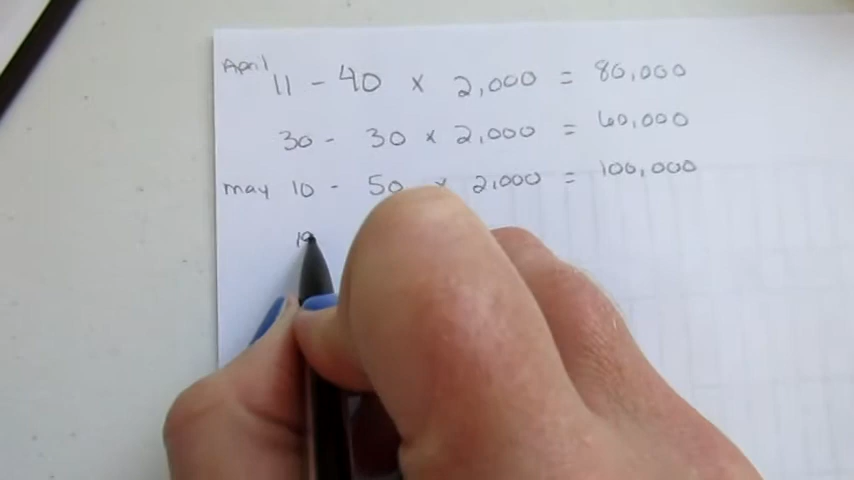 April 11 - 40 x 2,000 = 80,000
30 - 30 x 2,000 = 60,000
may 10 - 50 x 2,000 = 100,000
19